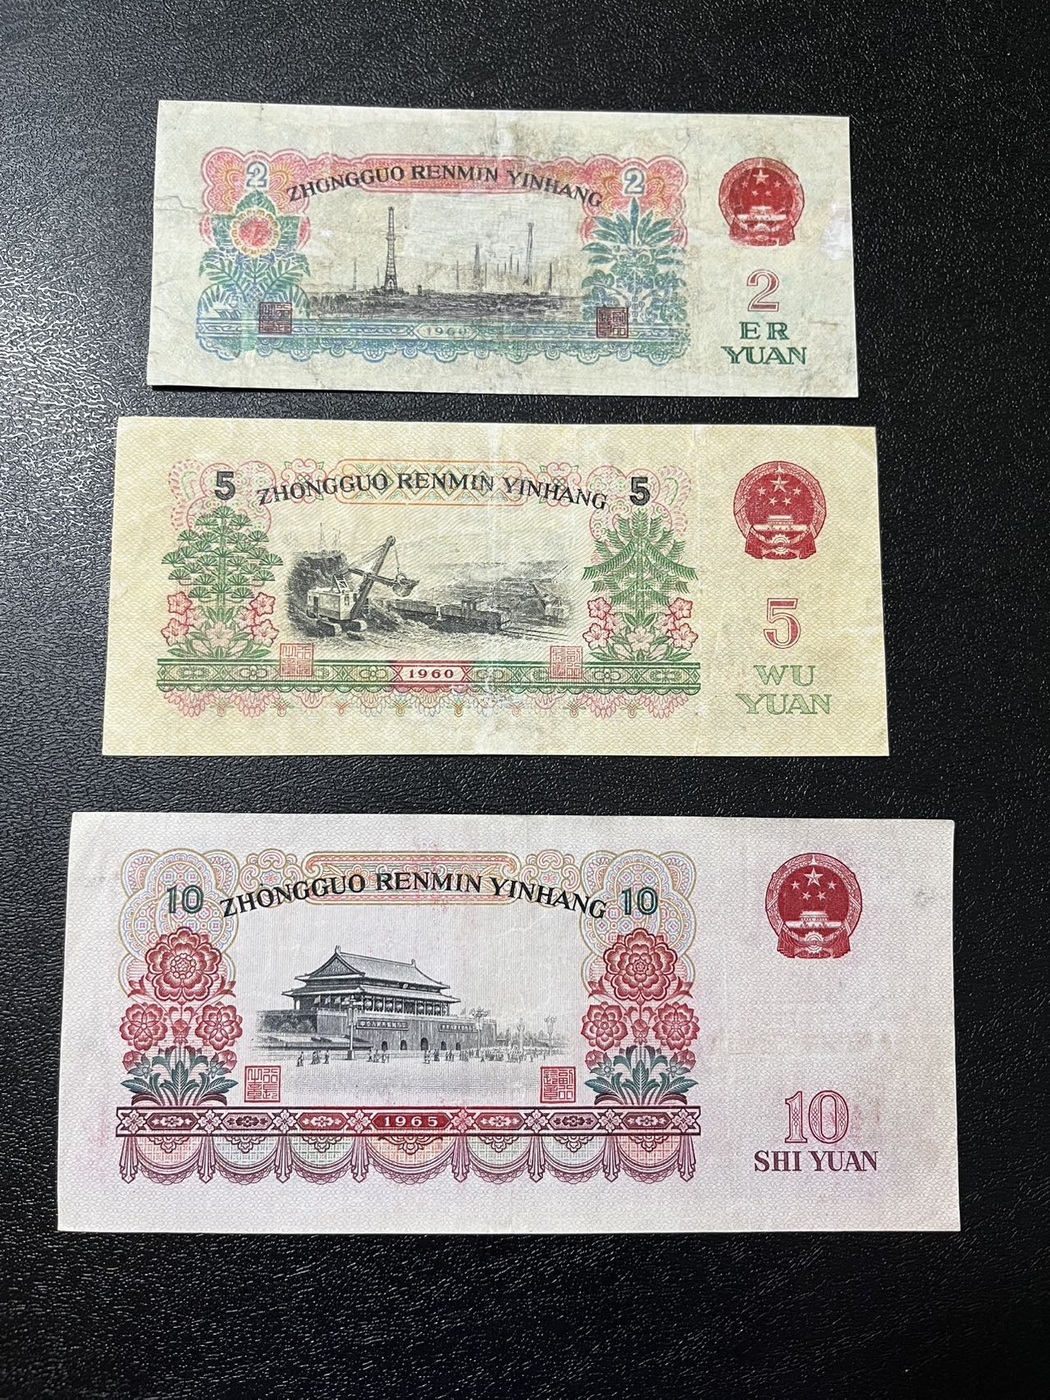 2 ZHONGGUO RENMIN YINHANG 2
1960
2
ER
YUAN
5 ZHONGGUO RENMIN YINHANG 5
1960
5
WU
YUAN
10 ZHONGGUO RENMIN YINHANG 10
1965
10
SHI YUAN